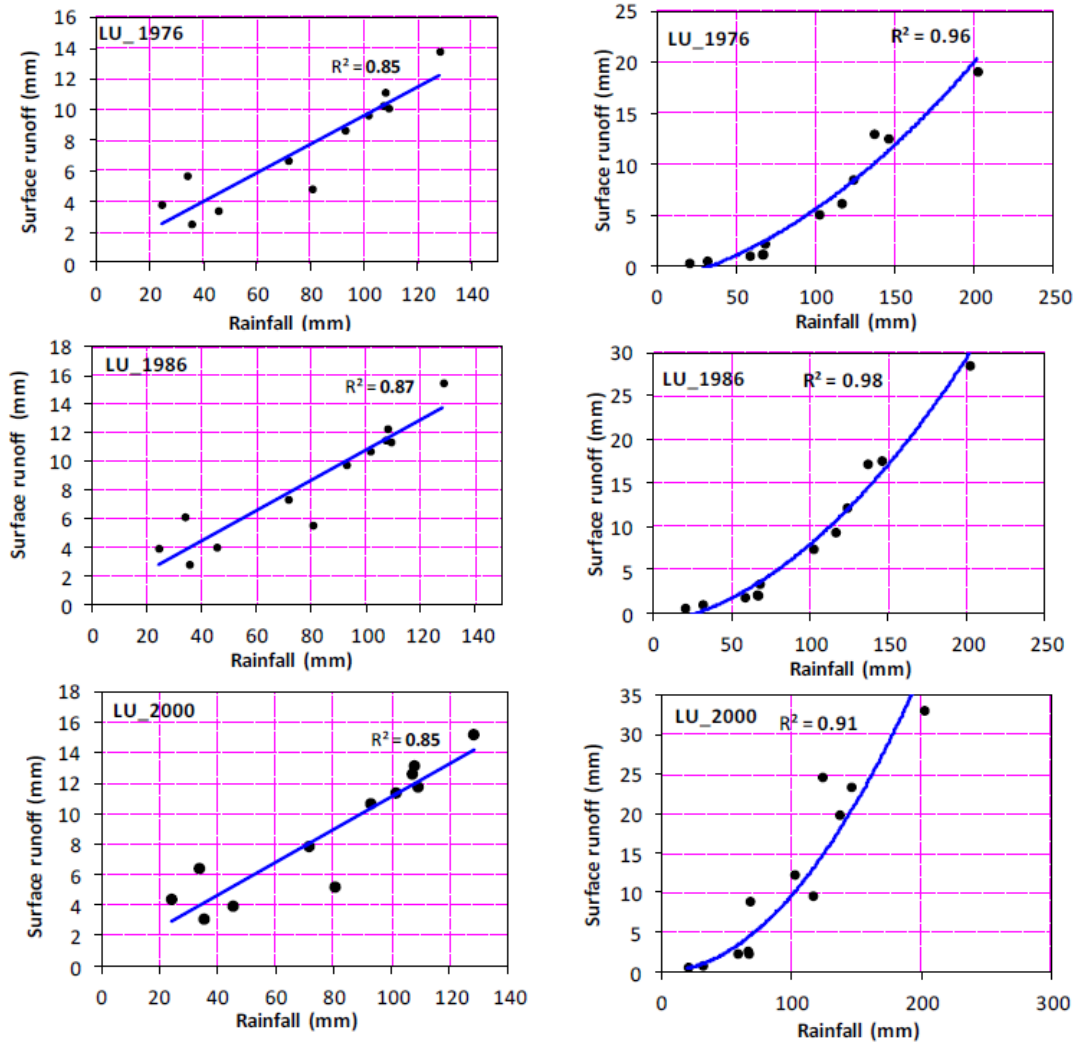 LU_ 1976
R² = 0.85
Surface runoff (mm)
16
14
12
10
8
6
4
2
0
0 20 40 60 80 100 120 140
Rainfall (mm)
LU_1976
R² = 0.96
Surface runoff (mm)
25
20
15
10
5
0
0 50 100 150 200 250
Rainfall (mm)
LU_1986
R² = 0.87
Surface runoff (mm)
18
16
14
12
10
8
6
4
2
0
0 20 40 60 80 100 120 140
Rainfall (mm)
LU_1986
R² = 0.98
Surface runoff (mm)
30
25
20
15
10
5
0
0 50 100 150 200 250
Rainfall (mm)
LU_2000
R² = 0.85
Surface runoff (mm)
18
16
14
12
10
8
6
4
2
0
0 20 40 60 80 100 120 140
Rainfall (mm)
LU_2000
R² = 0.91
Surface runoff (mm)
35
30
25
20
15
10
5
0
0 100 200 300
Rainfall (mm)